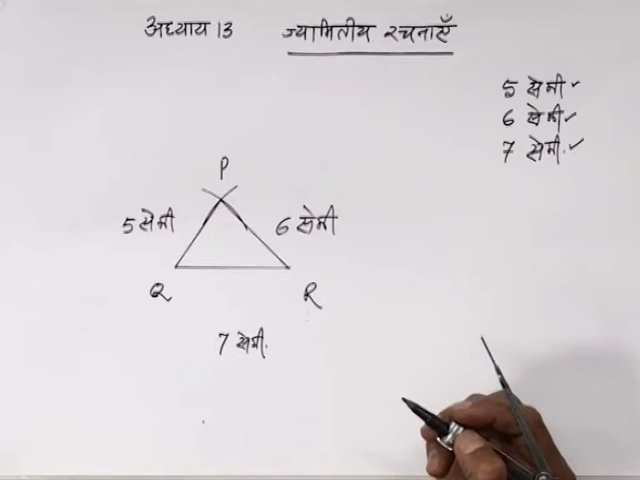 अध्याय 13 ज्यामितीय रचनाएँ
5 सेमी
6 सेमी
7 सेमी.
P
5 सेमी 6 सेमी
Q R
7 सेमी.